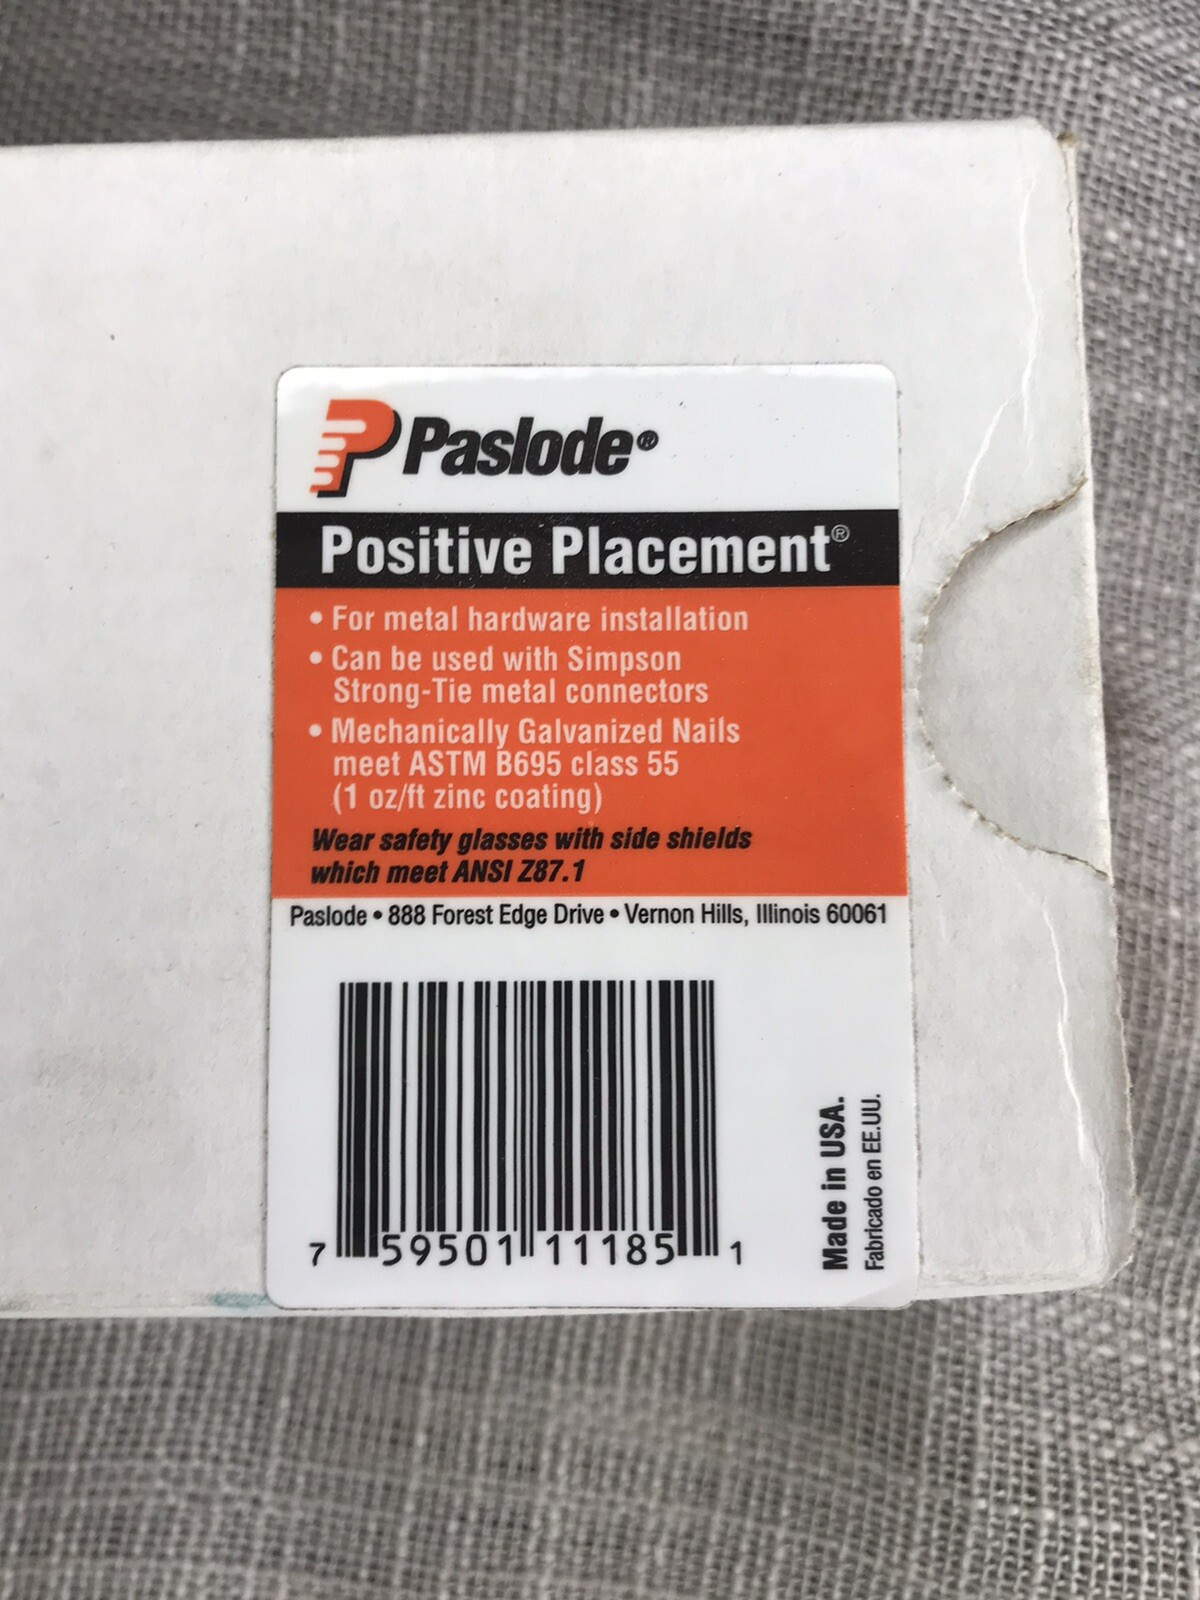 Paslode®
Positive Placement®
• For metal hardware installation
• Can be used with Simpson
Strong-Tie metal connectors
• Mechanically Galvanized Nails
meet ASTM B695 class 55
(1 oz/ft zinc coating)
Wear safety glasses with side shields
which meet ANSI Z87.1
Paslode • 888 Forest Edge Drive • Vernon Hills, Illinois 60061
7 59501 11185 1
Made in USA.
Fabricado en EE.UU.